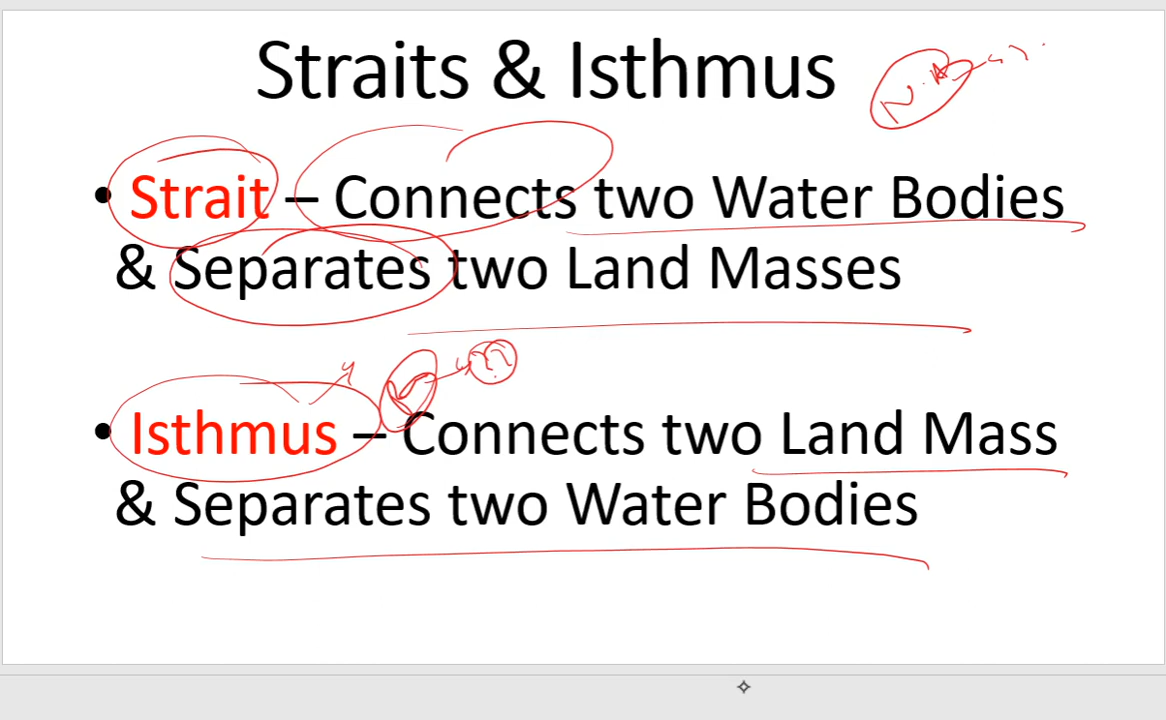 Straits & Isthmus
• Strait – Connects two Water Bodies
& Separates two Land Masses
• Isthmus – Connects two Land Mass
& Separates two Water Bodies